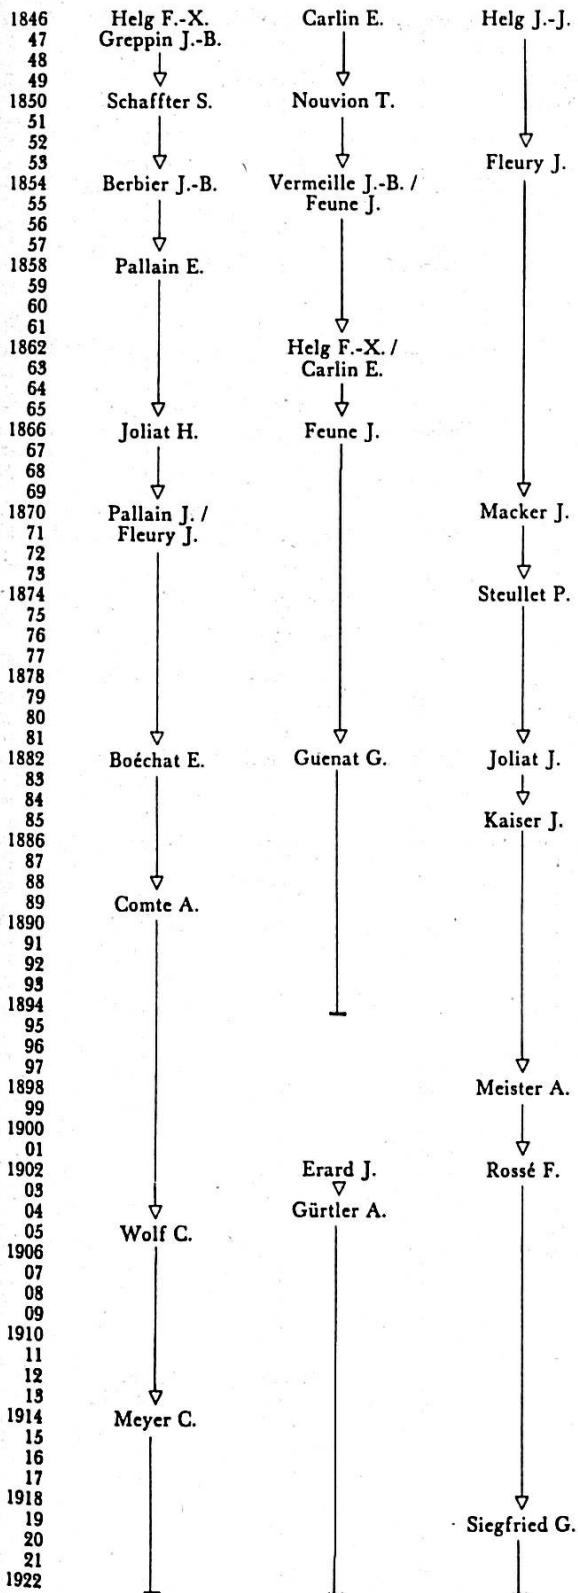 1846 Helg F.-X. Carlin E. Helg J.-J.
47 Greppin J.-B.
48
49
1850 Schaffter S. Nouvion T.
51
52
53 Fleury J.
1854 Berbier J.-B. Vermeille J.-B. /
55 Feune J.
56
57
1858 Pallain E.
59
60
61
1862 Helg F.-X. /
63 Carlin E.
64
65
1866 Joliat H. Feune J.
67
68
69
1870 Pallain J. / Macker J.
71 Fleury J.
72
73
1874 Steullet P.
75
76
77
1878
79
80
81
1882 Boéchat E. Guenat G. Joliat J.
83
84
85 Kaiser J.
1886
87
88
89 Comte A.
1890
91
92
93
1894
95
96
97
1898 Meister A.
99
1900
01
1902 Erard J. Rossé F.
03
04 Gürtler A.
05 Wolf C.
1906
07
08
09
1910
11
12
13
1914 Meyer C.
15
16
17
1918
19 Siegfried G.
20
21
1922